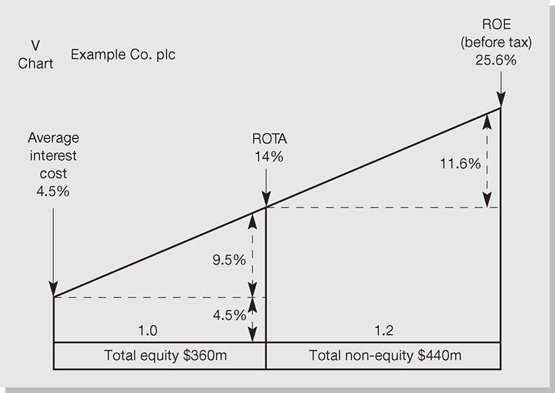 V
Chart
Example Co. plc
ROE
(before tax)
25.6%
Average
interest
cost
4.5%
ROTA
14%
11.6%
9.5%
4.5%
1.0
1.2
Total equity $360m
Total non-equity $440m